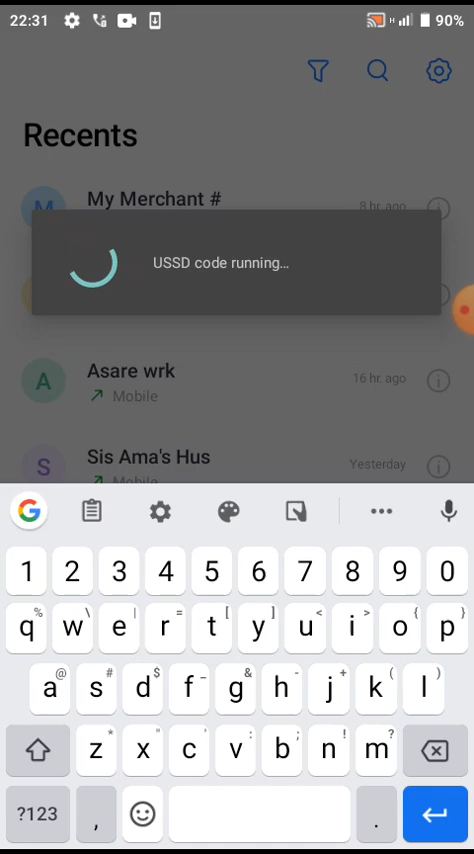 22:31 H 90%
Recents
My Merchant #
8 hr. ago
M
USSD code running...
Asare wrk
A
Mobile
16 hr. ago
Sis Ama's Hus
S
Mobile
Yesterday
G
1 2 3 4 5 6 7 8 9 0
q % w \ e | r = t [ y ] u < i > o { p }
a @ s # d $ f _ g & h - j + k ( l )
z * x " c ' v : b ; n ! m ?
?123 , .